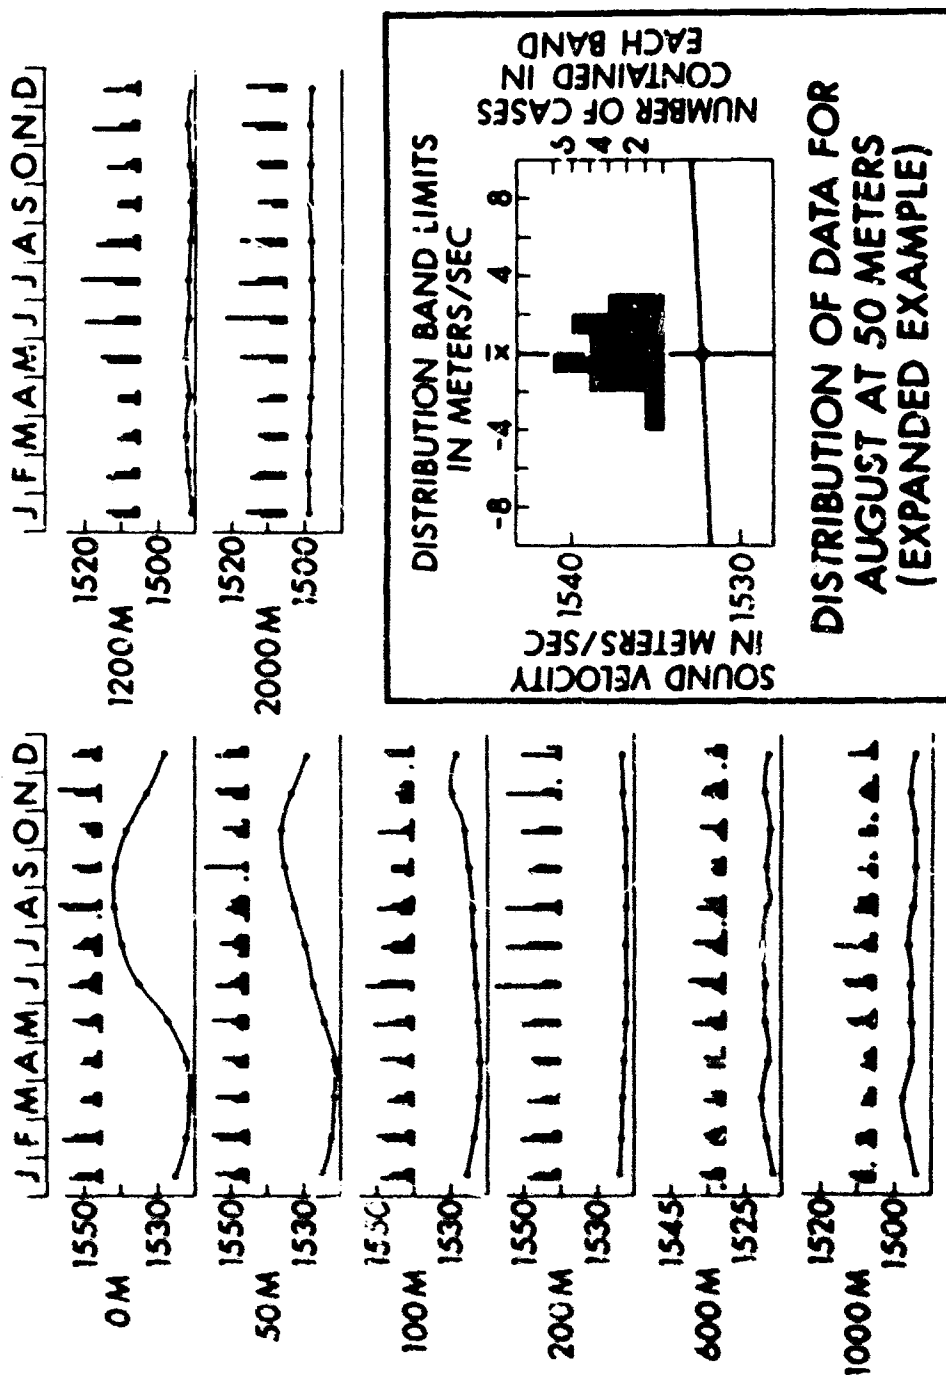 J F M A M J J A S O N D
1550
0 M
1530
1550
50 M
1530
100 M
1530
1550
200 M
1530
1545
600 M
1525
1520
1000 M
1500
J F M A M J J A S O N D
1520
1200 M
1500
1520
2000 M
1500
DISTRIBUTION BAND LIMITS
IN METERS/SEC
-8 -4 X 4 8
SOUND VELOCITY
IN METERS/SEC
1540
1530
NUMBER OF CASES
CONTAINED IN
EACH BAND
4
2
DISTRIBUTION OF DATA FOR
AUGUST AT 50 METERS
(EXPANDED EXAMPLE)